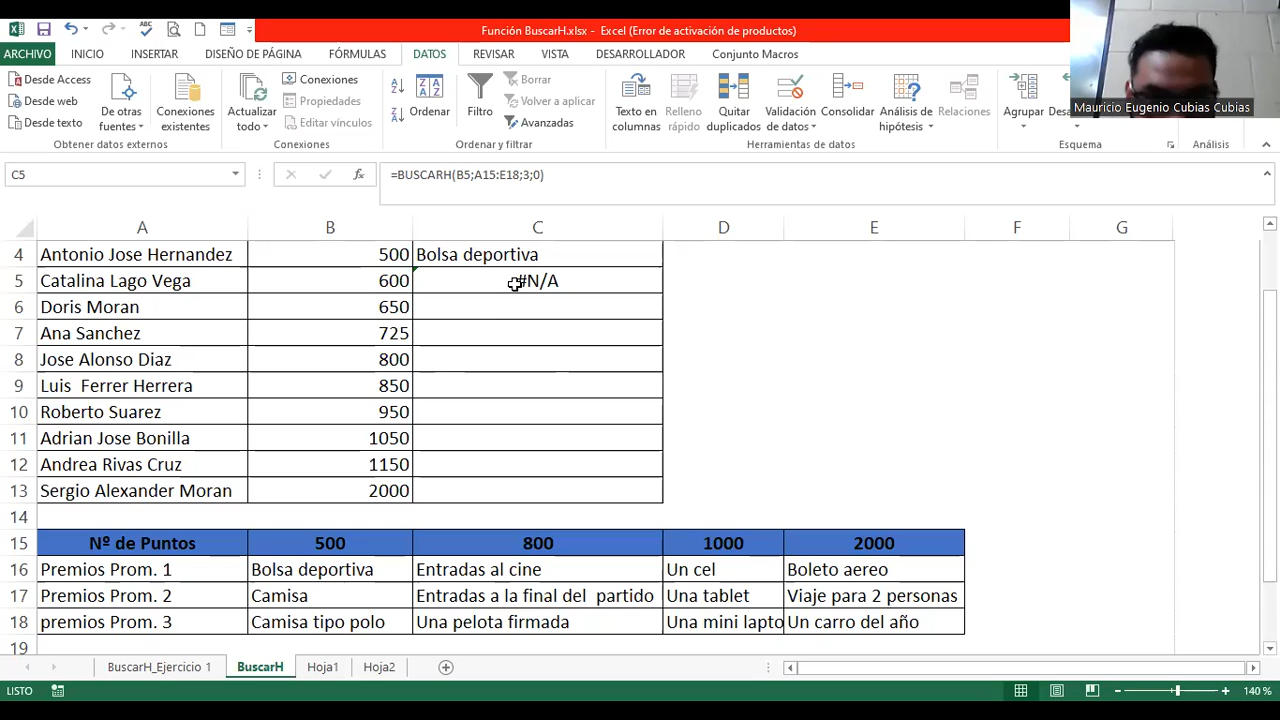 Función BuscarH.xlsx - Excel (Error de activación de productos)
ARCHIVO INICIO INSERTAR DISEÑO DE PÁGINA FÓRMULAS DATOS REVISAR VISTA DESARROLLADOR Conjunto Macros
Desde Access
Desde web
Desde texto
De otras fuentes
Conexiones existentes
Obtener datos externos
Actualizar todo
Conexiones
Propiedades
Editar vínculos
Conexiones
Ordenar
Filtro
Borrar
Volver a aplicar
Avanzadas
Ordenar y filtrar
Texto en columnas
Relleno rápido
Quitar duplicados
Validación de datos
Consolidar
Análisis de hipótesis
Relaciones
Herramientas de datos
Agrupar
Esquema
Análisis
Mauricio Eugenio Cubias Cubias
C5 fx =BUSCARH(B5;A15:E18;3;0)
A B C D E F G
4 Antonio Jose Hernandez 500 Bolsa deportiva
5 Catalina Lago Vega 600 #N/A
6 Doris Moran 650
7 Ana Sanchez 725
8 Jose Alonso Diaz 800
9 Luis Ferrer Herrera 850
10 Roberto Suarez 950
11 Adrian Jose Bonilla 1050
12 Andrea Rivas Cruz 1150
13 Sergio Alexander Moran 2000
14
15 Nº de Puntos 500 800 1000 2000
16 Premios Prom. 1 Bolsa deportiva Entradas al cine Un cel Boleto aereo
17 Premios Prom. 2 Camisa Entradas a la final del partido Una tablet Viaje para 2 personas
18 premios Prom. 3 Camisa tipo polo Una pelota firmada Una mini lapto Un carro del año
19
BuscarH_Ejercicio 1 BuscarH Hoja1 Hoja2
LISTO 140 %